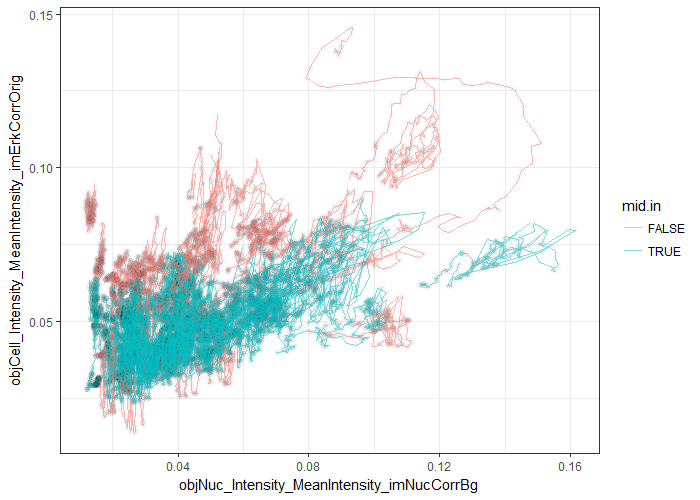 0.15
0.10
0.05
objCell_Intensity_MeanIntensity_imErkCorrOrig
0.04
0.08
0.12
0.16
objNuc_Intensity_MeanIntensity_imNucCorrBg
mid.in
FALSE
TRUE